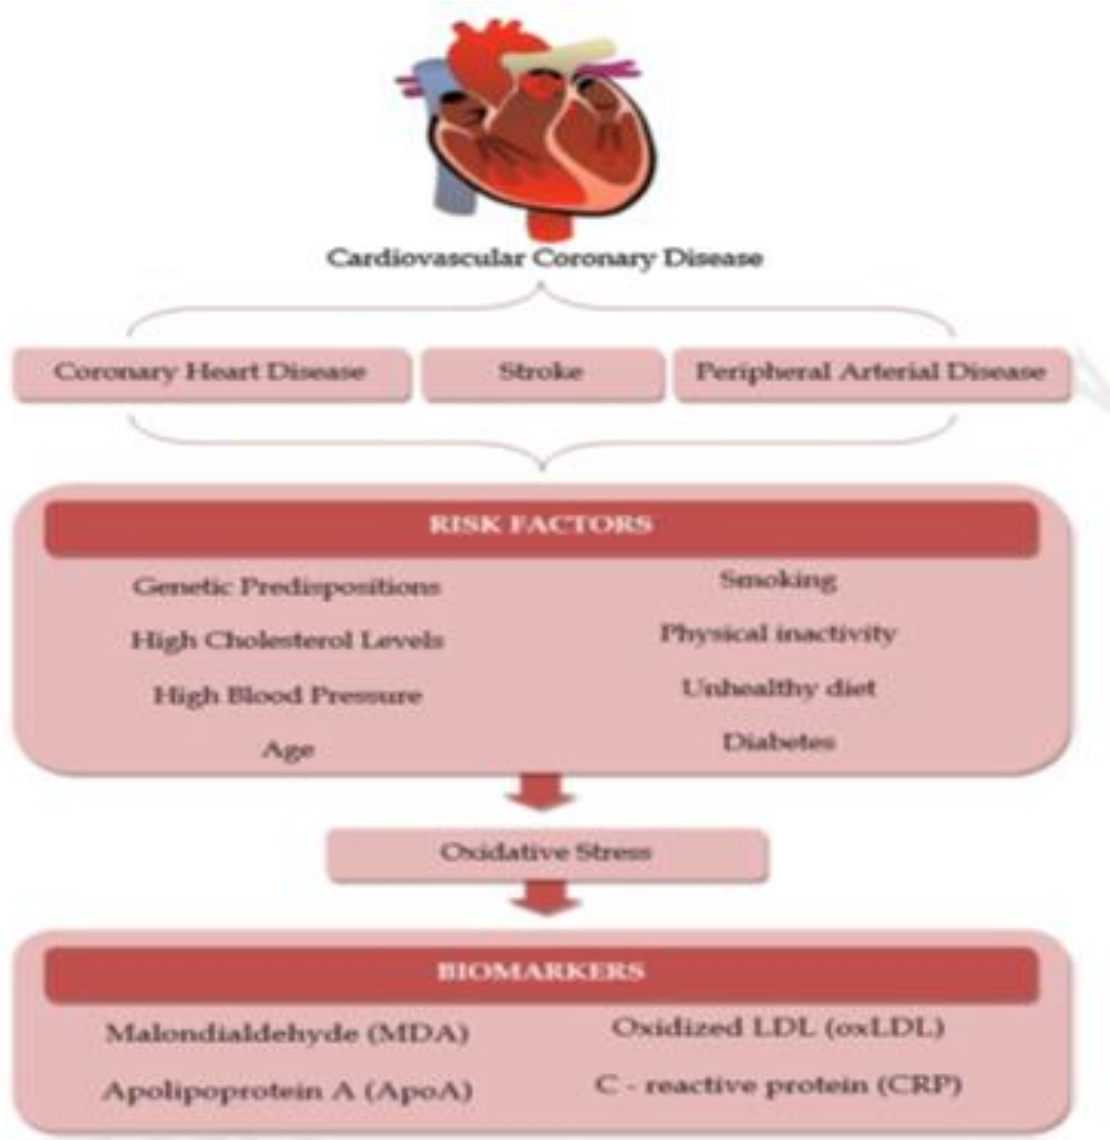 Cardiovascular Coronary Disease
Coronary Heart Disease
Stroke
Peripheral Arterial Disease
RISK FACTORS
Genetic Predispositions
Smoking
High Cholesterol Levels
Physical inactivity
High Blood Pressure
Unhealthy diet
Age
Diabetes
Oxidative Stress
BIOMARKERS
Malondialdehyde (MDA)
Oxidized LDL (oxLDL)
Apolipoprotein A (ApoA)
C - reactive protein (CRP)